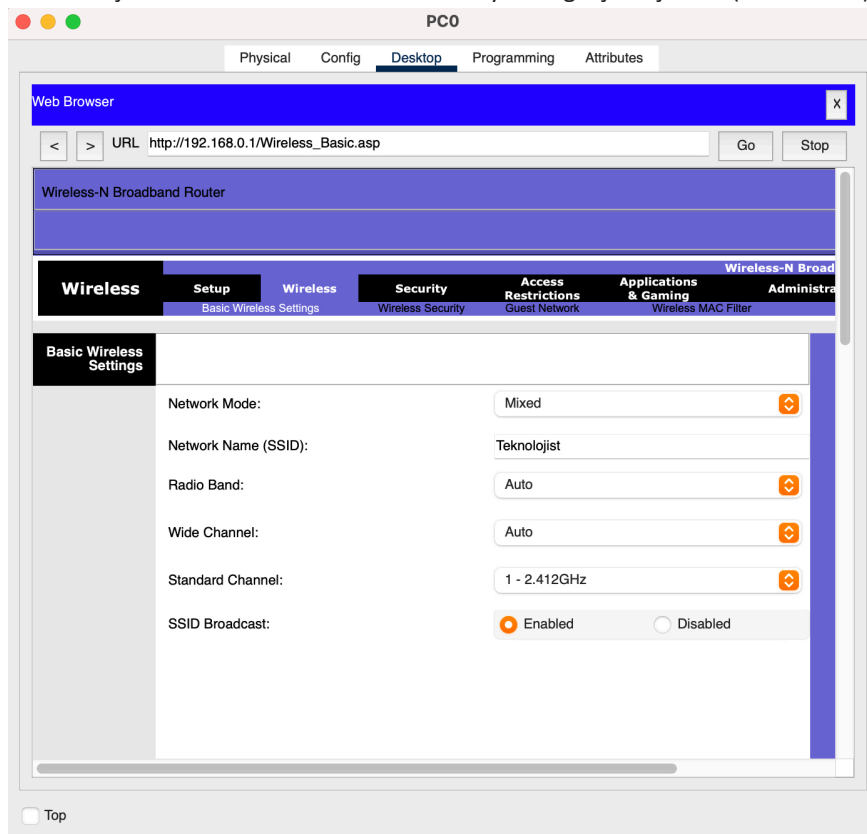 PC0
Physical Config Desktop Programming Attributes
Web Browser X
< > URL http://192.168.0.1/Wireless_Basic.asp Go Stop
Wireless-N Broadband Router
Wireless-N Broad
Wireless Setup Wireless Security Access Restrictions Applications & Gaming Administra
Basic Wireless Settings Wireless Security Guest Network Wireless MAC Filter
Basic Wireless
Settings
Network Mode: Mixed
Network Name (SSID): Teknolojist
Radio Band: Auto
Wide Channel: Auto
Standard Channel: 1 - 2.412GHz
SSID Broadcast: Enabled Disabled
Top